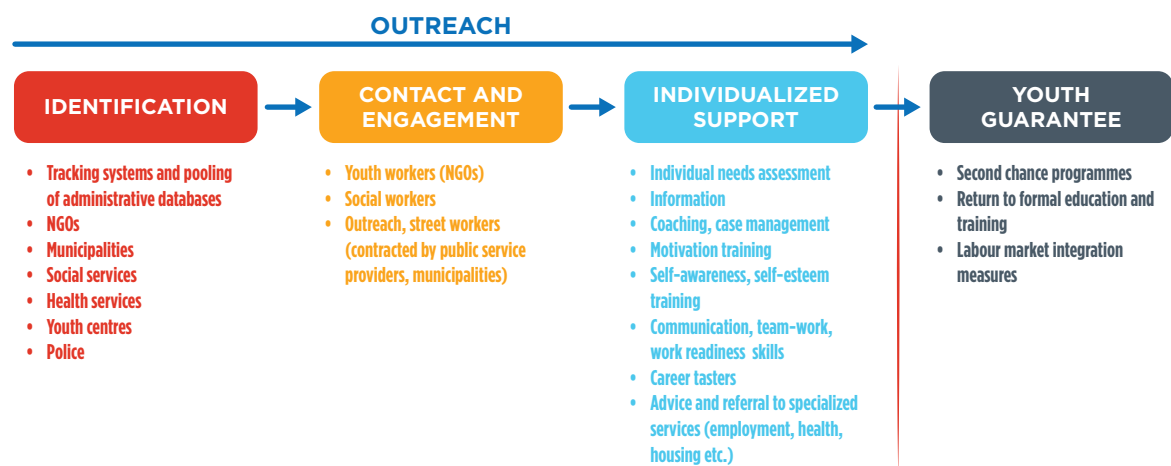 OUTREACH
IDENTIFICATION
• Tracking systems and pooling
of administrative databases
• NGOs
• Municipalities
• Social services
• Health services
• Youth centres
• Police
CONTACT AND
ENGAGEMENT
• Youth workers (NGOs)
• Social workers
• Outreach, street workers
(contracted by public service
providers, municipalities)
INDIVIDUALIZED
SUPPORT
• Individual needs assessment
• Information
• Coaching, case management
• Motivation training
• Self-awareness, self-esteem
training
• Communication, team-work,
work readiness skills
• Career tasters
• Advice and referral to specialized
services (employment, health,
housing etc.)
YOUTH
GUARANTEE
• Second chance programmes
• Return to formal education and
training
• Labour market integration
measures